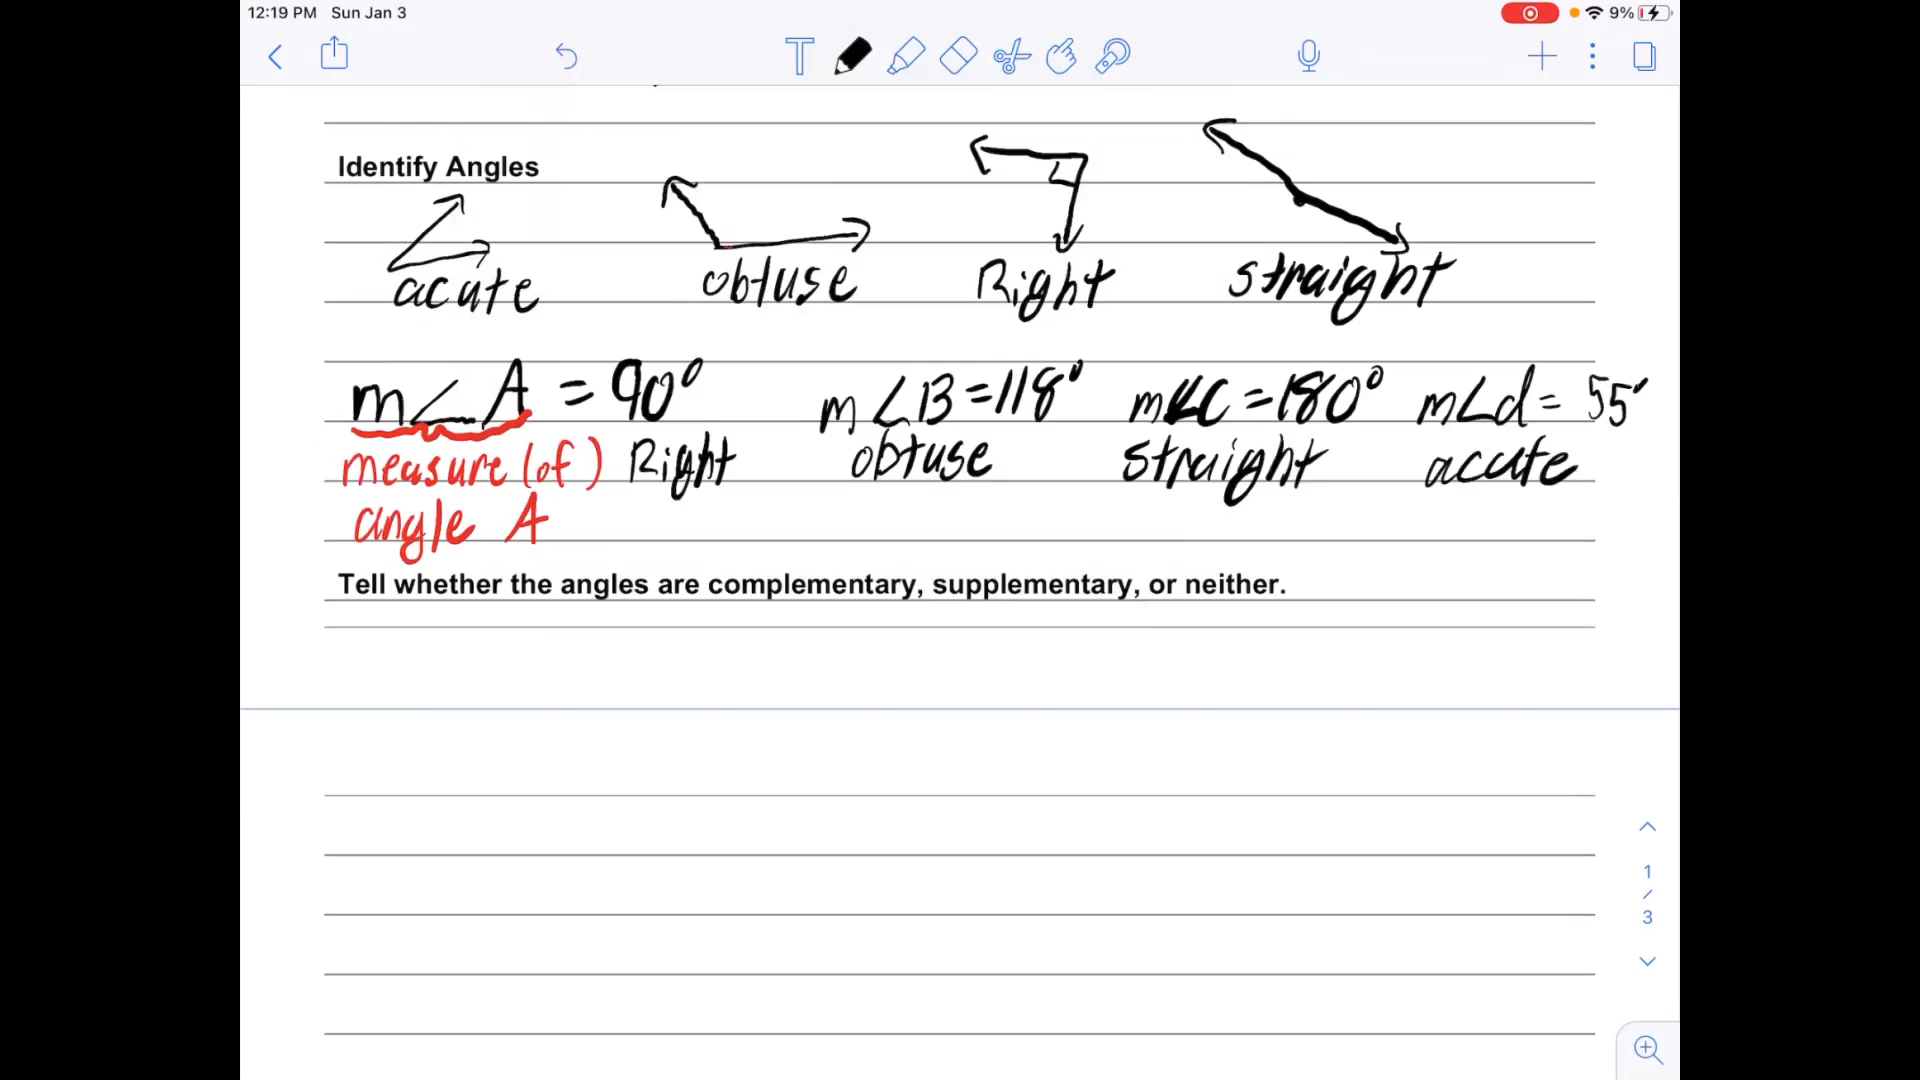 12:19 PM Sun Jan 3 9%
T
Identify Angles
acute obtuse Right straight
m∠A = 90° m∠B=118° m∠C=180° m∠d= 55°
measure (of) Right obtuse straight acute
angle A
Tell whether the angles are complementary, supplementary, or neither.
1
/
3